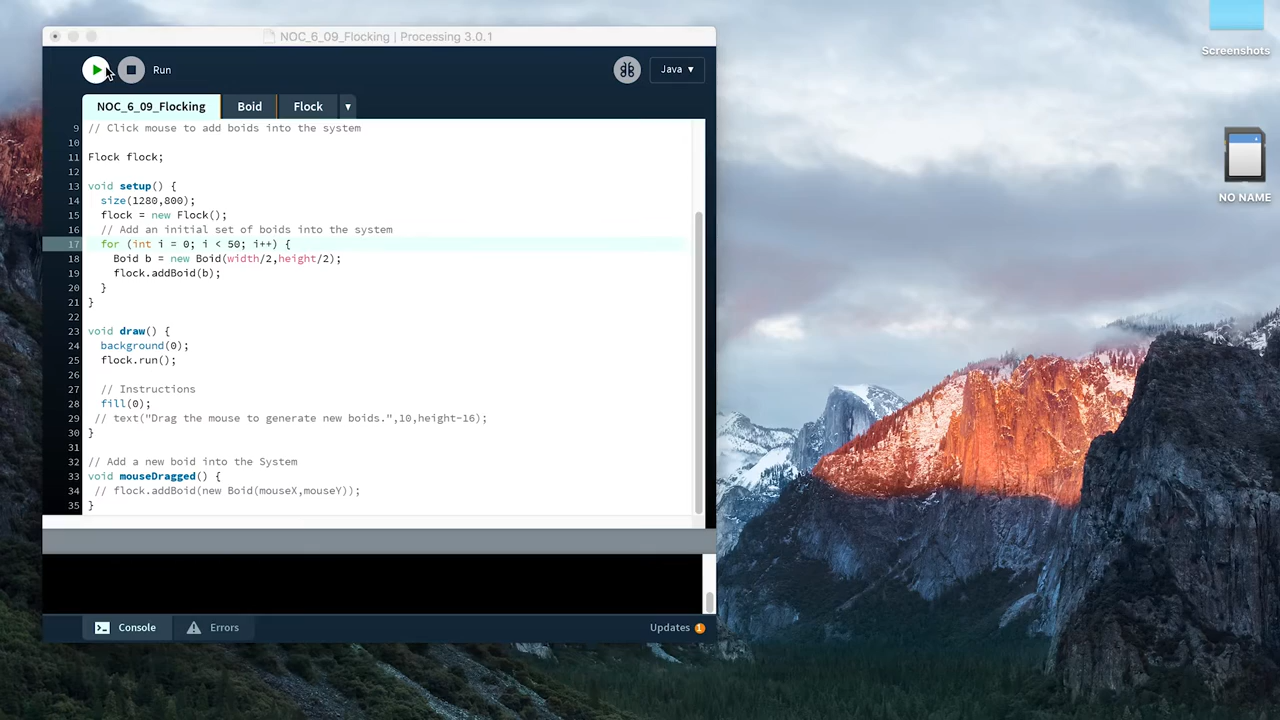 NOC_6_09_Flocking | Processing 3.0.1
Screenshots
Run
Java ▾
NOC_6_09_Flocking Boid Flock ▾
9 // Click mouse to add boids into the system
10
11 Flock flock;
12
13 void setup() {
14 size(1280,800);
15 flock = new Flock();
16 // Add an initial set of boids into the system
17 for (int i = 0; i < 50; i++) {
18 Boid b = new Boid(width/2,height/2);
19 flock.addBoid(b);
20 }
21 }
22
23 void draw() {
24 background(0);
25 flock.run();
26
27 // Instructions
28 fill(0);
29 // text("Drag the mouse to generate new boids.",10,height-16);
30 }
31
32 // Add a new boid into the System
33 void mouseDragged() {
34 // flock.addBoid(new Boid(mouseX,mouseY));
35 }
NO NAME
Console Errors Updates 1